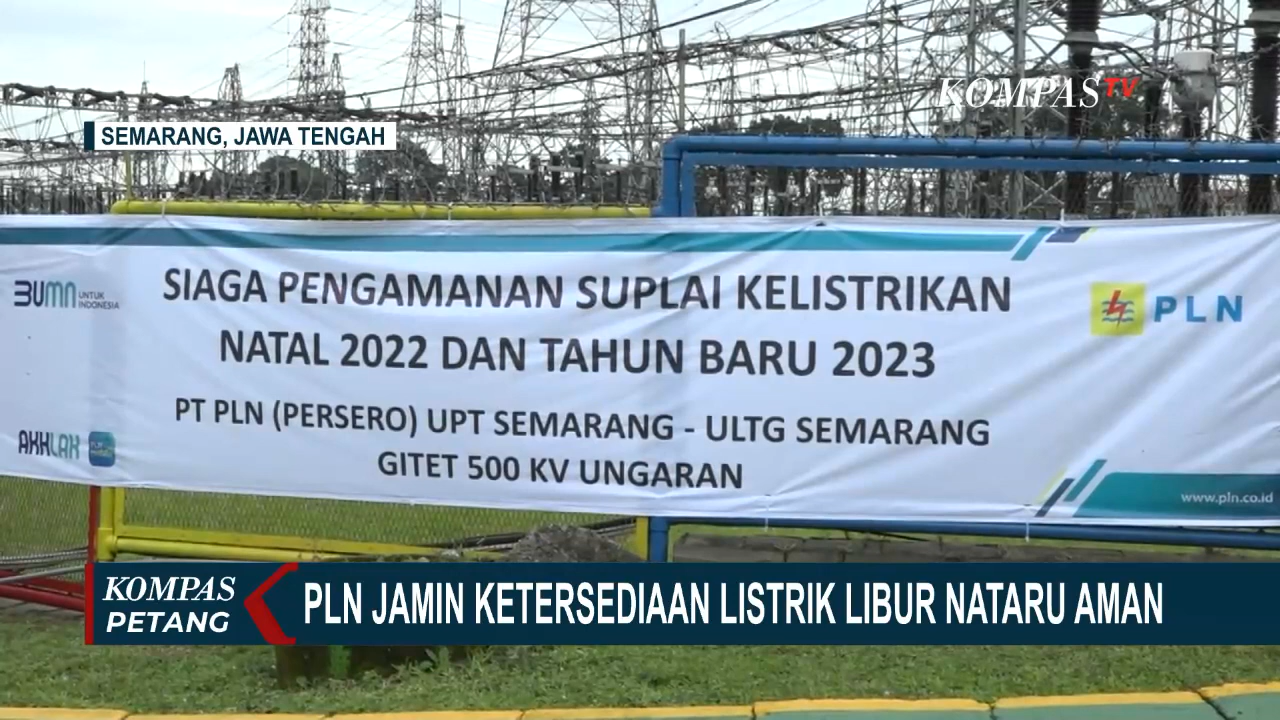 KOMPAS TV
SEMARANG, JAWA TENGAH
BUMN UNTUK INDONESIA
SIAGA PENGAMANAN SUPLAI KELISTRIKAN
NATAL 2022 DAN TAHUN BARU 2023
PT PLN (PERSERO) UPT SEMARANG - ULTG SEMARANG
GITET 500 KV UNGARAN
PLN
AKHLAK
www.pln.co.id
KOMPAS PETANG
PLN JAMIN KETERSEDIAAN LISTRIK LIBUR NATARU AMAN